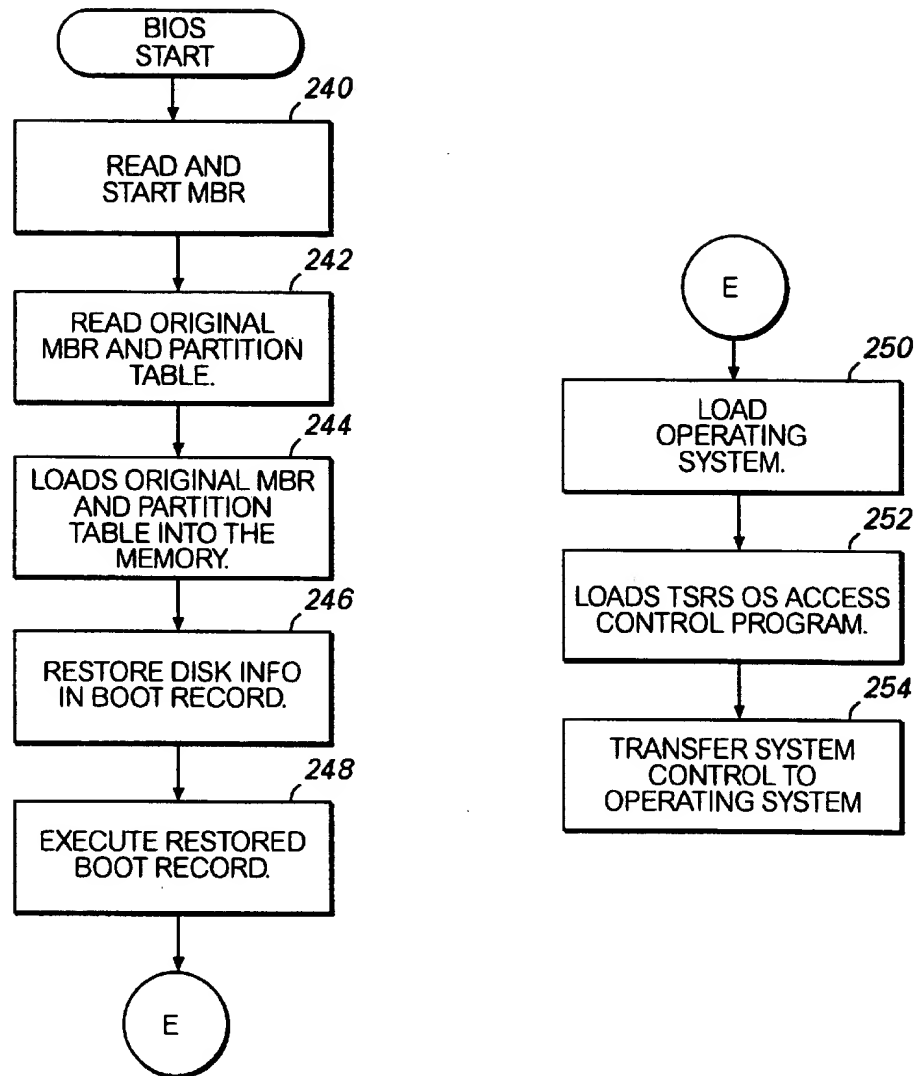 BIOS
START
240
READ AND
START MBR
242
READ ORIGINAL
MBR AND PARTITION
TABLE.
244
LOADS ORIGINAL MBR
AND PARTITION
TABLE INTO THE
MEMORY.
246
RESTORE DISK INFO
IN BOOT RECORD.
248
EXECUTE RESTORED
BOOT RECORD.
E
E
250
LOAD
OPERATING
SYSTEM.
252
LOADS TSRS OS ACCESS
CONTROL PROGRAM.
254
TRANSFER SYSTEM
CONTROL TO
OPERATING SYSTEM